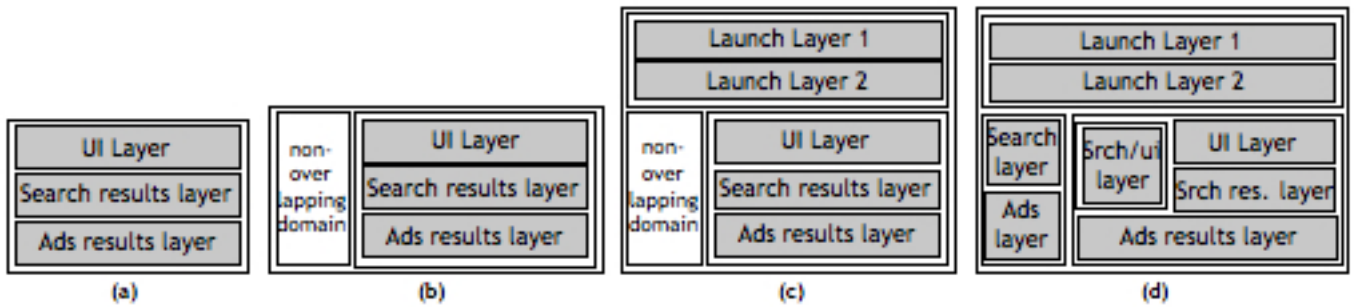 UI Layer
Search results layer
Ads results layer
(a)
non-
over
lapping
domain
UI Layer
Search results layer
Ads results layer
(b)
Launch Layer 1
Launch Layer 2
non-
over
lapping
domain
UI Layer
Search results layer
Ads results layer
(c)
Launch Layer 1
Launch Layer 2
Search
layer
Ads
layer
Srch/ui
layer
UI Layer
Srch res. layer
Ads results layer
(d)